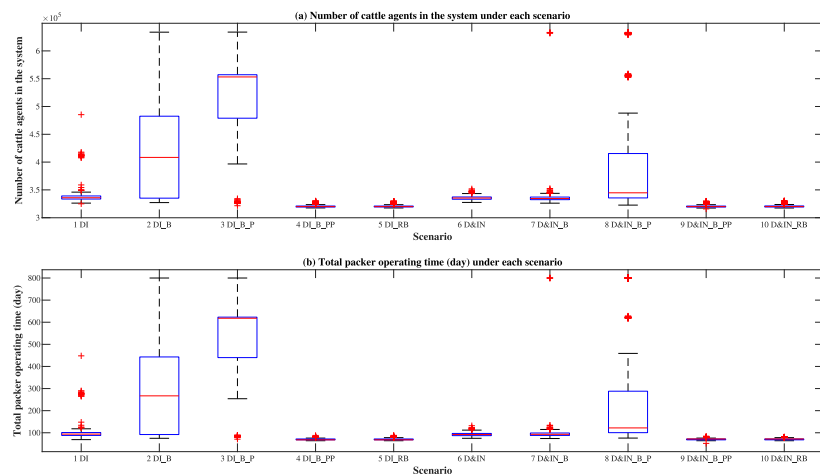 (a) Number of cattle agents in the system under each scenario
×10^5
Number of cattle agents in the system
6
5.5
5
4.5
4
3.5
3
1 DI 2 DI_B 3 DI_B_P 4 DI_B_PP 5 DI_RB 6 D&IN 7 D&IN_B 8 D&IN_B_P 9 D&IN_B_PP 10 D&IN_RB
Scenario
(b) Total packer operating time (day) under each scenario
Total packer operating time (day)
800
700
600
500
400
300
200
100
1 DI 2 DI_B 3 DI_B_P 4 DI_B_PP 5 DI_RB 6 D&IN 7 D&IN_B 8 D&IN_B_P 9 D&IN_B_PP 10 D&IN_RB
Scenario